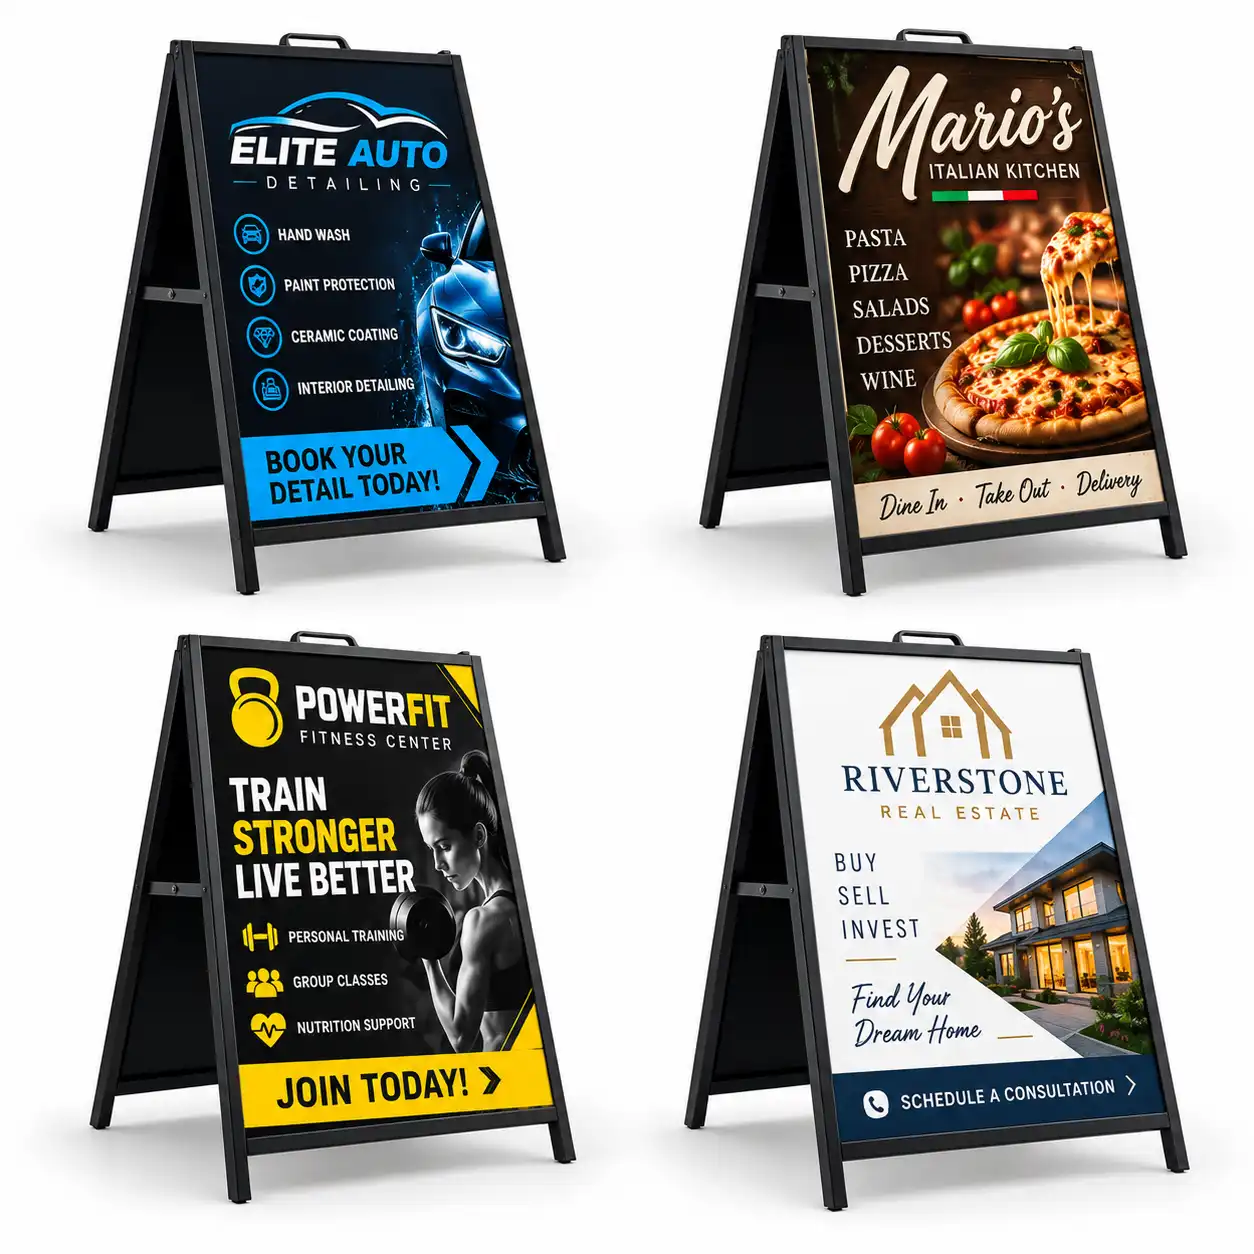 ELITE AUTO
DETAILING
HAND WASH
PAINT PROTECTION
CERAMIC COATING
INTERIOR DETAILING
BOOK YOUR
DETAIL TODAY!
Mario's
ITALIAN KITCHEN
PASTA
PIZZA
SALADS
DESSERTS
WINE
Dine In · Take Out · Delivery
POWERFIT
FITNESS CENTER
TRAIN
STRONGER
LIVE BETTER
PERSONAL TRAINING
GROUP CLASSES
NUTRITION SUPPORT
JOIN TODAY!
RIVERSTONE
REAL ESTATE
BUY
SELL
INVEST
Find Your
Dream Home
SCHEDULE A CONSULTATION